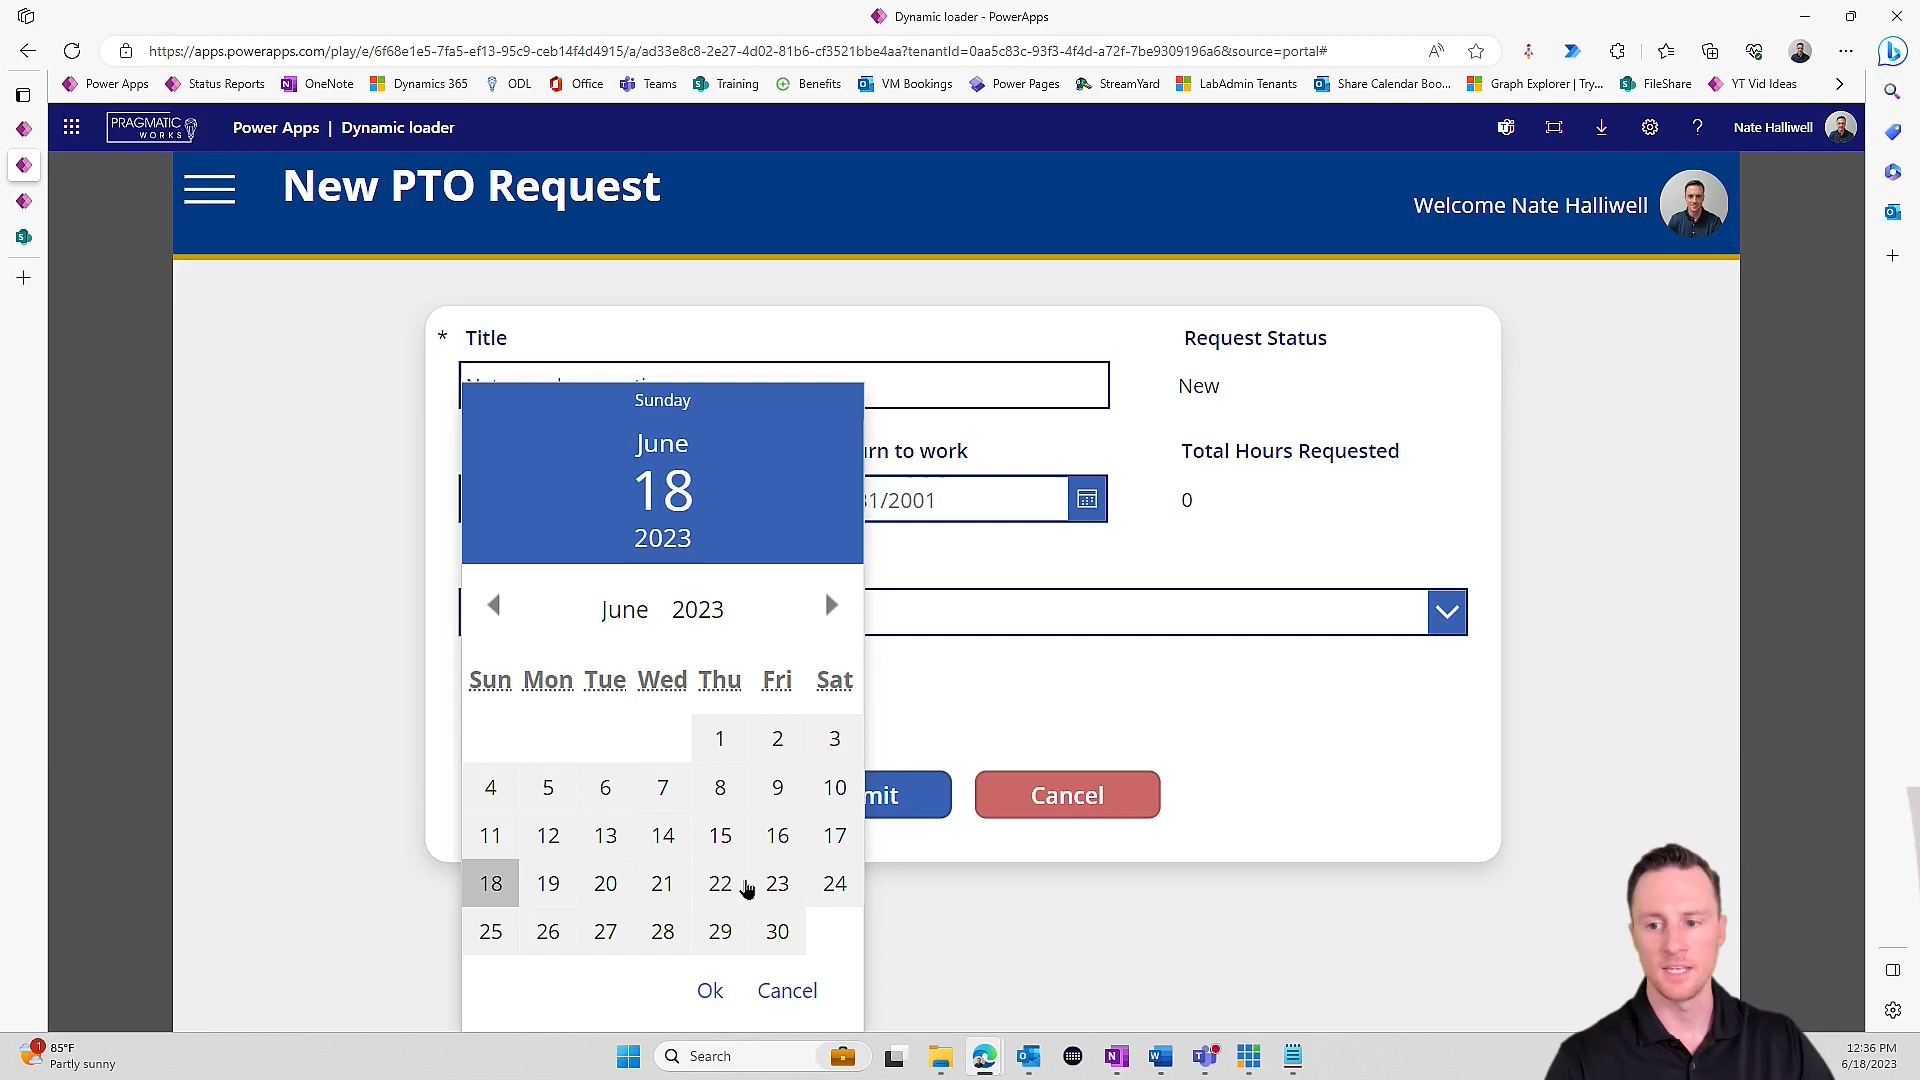 Dynamic loader - PowerApps
https://apps.powerapps.com/play/e/6f68e1e5-7fa5-ef13-95c9-ceb14f4d4915/a/ad33e8c8-2e27-4d02-81b6-cf3521bbe4aa?tenantId=0aa5c83c-93f3-4f4d-a72f-7be9309196a6&source=portal#
Power Apps Status Reports OneNote Dynamics 365 ODL Office Teams Training Benefits VM Bookings Power Pages StreamYard LabAdmin Tenants Share Calendar Boo... Graph Explorer | Try... FileShare YT Vid Ideas
PRAGMATIC WORKS Power Apps | Dynamic loader ? Nate Halliwell
New PTO Request
Welcome Nate Halliwell
* Title
Request Status
New
Sunday
June
18
2023
urn to work
Total Hours Requested
31/2001
0
June 2023
Sun Mon Tue Wed Thu Fri Sat
1 2 3
4 5 6 7 8 9 10
11 12 13 14 15 16 17
18 19 20 21 22 23 24
25 26 27 28 29 30
Ok Cancel
mit
Cancel
1
85°F
Partly sunny
Search
12:36 PM
6/18/2023